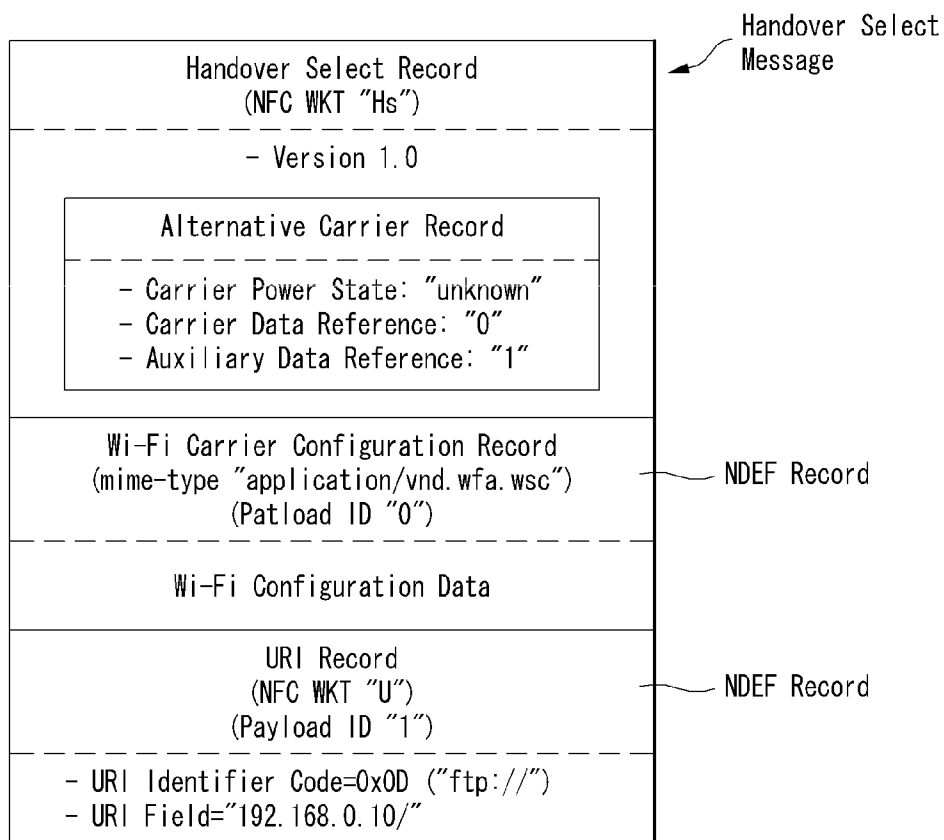 Handover Select
Message
Handover Select Record
(NFC WKT "Hs")
- Version 1.0
Alternative Carrier Record
- Carrier Power State: "unknown"
- Carrier Data Reference: "0"
- Auxiliary Data Reference: "1"
Wi-Fi Carrier Configuration Record
(mime-type "application/vnd.wfa.wsc")
(Patload ID "0")
NDEF Record
Wi-Fi Configuration Data
URI Record
(NFC WKT "U")
(Payload ID "1")
NDEF Record
- URI Identifier Code=0x0D ("ftp://")
- URI Field="192.168.0.10/"